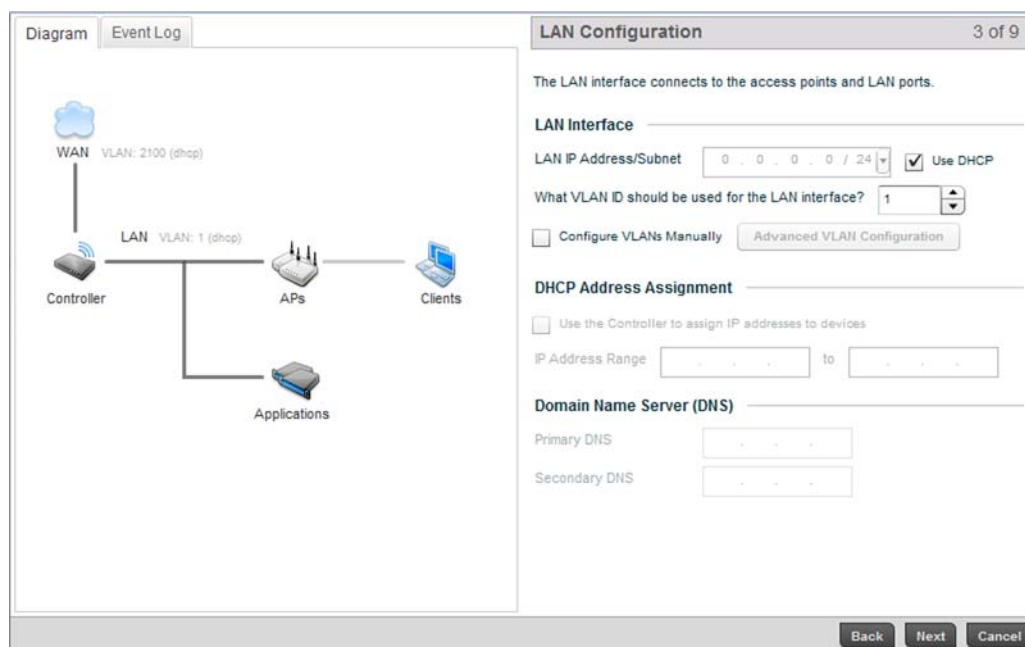 Diagram
Event Log
WAN VLAN: 2100 (dhcp)
LAN VLAN: 1 (dhcp)
Controller
APs
Clients
Applications
LAN Configuration 3 of 9
The LAN interface connects to the access points and LAN ports.
LAN Interface
LAN IP Address/Subnet 0 . 0 . 0 . 0 / 24 Use DHCP
What VLAN ID should be used for the LAN interface? 1
Configure VLANs Manually Advanced VLAN Configuration
DHCP Address Assignment
Use the Controller to assign IP addresses to devices
IP Address Range . . . to . . .
Domain Name Server (DNS)
Primary DNS . . .
Secondary DNS . . .
Back Next Cancel